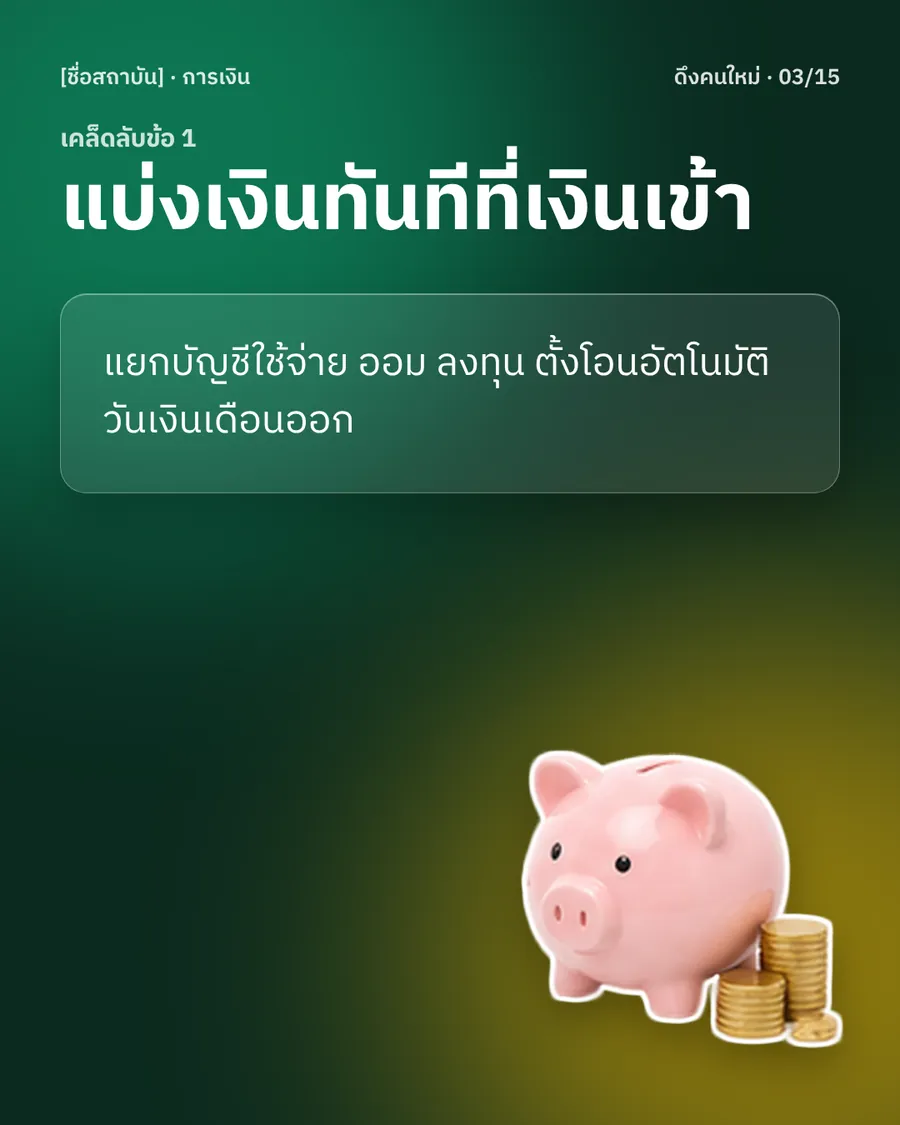 [ชื่อสถาบัน] · การเงิน
ดึงคนใหม่ · 03/15
เคล็ดลับข้อ 1
แบ่งเงินทันทีที่เงินเข้า
แยกบัญชีใช้จ่าย ออม ลงทุน ตั้งโอนอัตโนมัติ
วันเงินเดือนออก